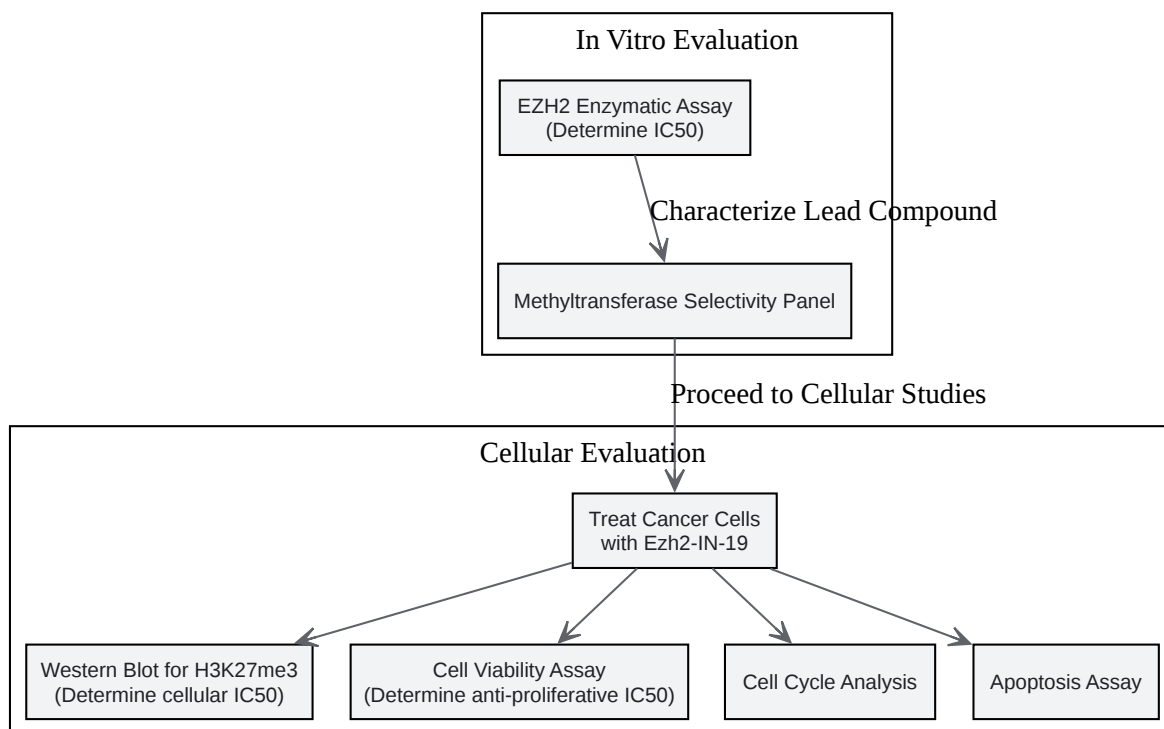 In Vitro Evaluation
EZH2 Enzymatic Assay
(Determine IC50)
Characterize Lead Compound
Methyltransferase Selectivity Panel
Proceed to Cellular Studies
Cellular Evaluation
Treat Cancer Cells
with Ezh2-IN-19
Western Blot for H3K27me3
(Determine cellular IC50)
Cell Viability Assay
(Determine anti-proliferative IC50)
Cell Cycle Analysis
Apoptosis Assay